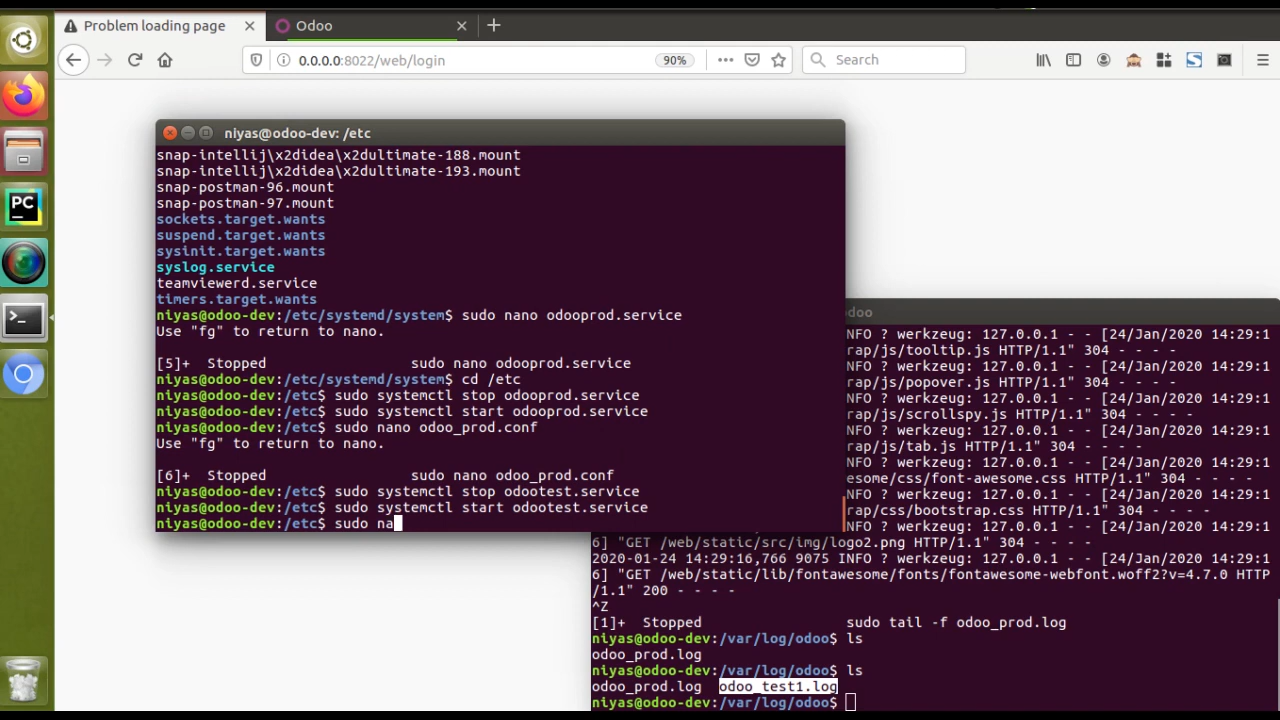 Problem loading page
Odoo
0.0.0.0:8022/web/login
90%
Search
PC
niyas@odoo-dev: /etc
snap-intellij\x2didea\x2dultimate-188.mount
snap-intellij\x2didea\x2dultimate-193.mount
snap-postman-96.mount
snap-postman-97.mount
sockets.target.wants
suspend.target.wants
sysinit.target.wants
syslog.service
teamviewerd.service
timers.target.wants
niyas@odoo-dev:/etc/systemd/system$ sudo nano odooprod.service
Use "fg" to return to nano.
[5]+  Stopped                 sudo nano odooprod.service
niyas@odoo-dev:/etc/systemd/system$ cd /etc
niyas@odoo-dev:/etc$ sudo systemctl stop odooprod.service
niyas@odoo-dev:/etc$ sudo systemctl start odooprod.service
niyas@odoo-dev:/etc$ sudo nano odoo_prod.conf
Use "fg" to return to nano.
[6]+  Stopped                 sudo nano odoo_prod.conf
niyas@odoo-dev:/etc$ sudo systemctl stop odootest.service
niyas@odoo-dev:/etc$ sudo systemctl start odootest.service
niyas@odoo-dev:/etc$ sudo na
doo
NFO ? werkzeug: 127.0.0.1 - - [24/Jan/2020 14:29:1
rap/js/tooltip.js HTTP/1.1" 304 - - - -
NFO ? werkzeug: 127.0.0.1 - - [24/Jan/2020 14:29:1
rap/js/popover.js HTTP/1.1" 304 - - - -
NFO ? werkzeug: 127.0.0.1 - - [24/Jan/2020 14:29:1
rap/js/scrollspy.js HTTP/1.1" 304 - - - -
NFO ? werkzeug: 127.0.0.1 - - [24/Jan/2020 14:29:1
rap/js/tab.js HTTP/1.1" 304 - - - -
NFO ? werkzeug: 127.0.0.1 - - [24/Jan/2020 14:29:1
esome/css/font-awesome.css HTTP/1.1" 304 - - - -
NFO ? werkzeug: 127.0.0.1 - - [24/Jan/2020 14:29:1
rap/css/bootstrap.css HTTP/1.1" 304 - - - -
NFO ? werkzeug: 127.0.0.1 - - [24/Jan/2020 14:29:1
6] "GET /web/static/src/img/logo2.png HTTP/1.1" 304 - - - -
2020-01-24 14:29:16,766 9075 INFO ? werkzeug: 127.0.0.1 - - [24/Jan/2020 14:29:1
6] "GET /web/static/lib/fontawesome/fonts/fontawesome-webfont.woff2?v=4.7.0 HTTP
/1.1" 200 - - - -
^Z
[1]+  Stopped                 sudo tail -f odoo_prod.log
niyas@odoo-dev:/var/log/odoo$ ls
odoo_prod.log
niyas@odoo-dev:/var/log/odoo$ ls
odoo_prod.log  odoo_test1.log
niyas@odoo-dev:/var/log/odoo$